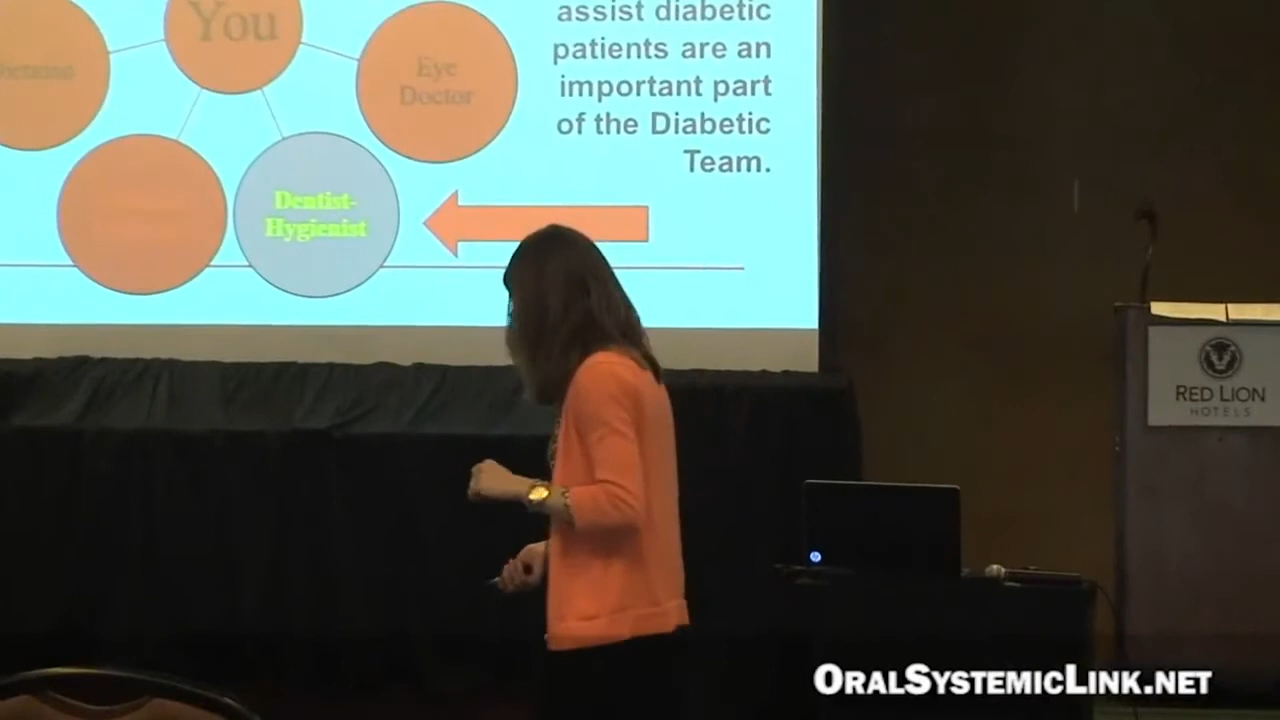 You
assist diabetic
patients are an
important part
of the Diabetic
Team.
Eye
Doctor
Dentist-
Hygienist
RED LION
HOTELS
ORALSYSTEMICLINK.NET